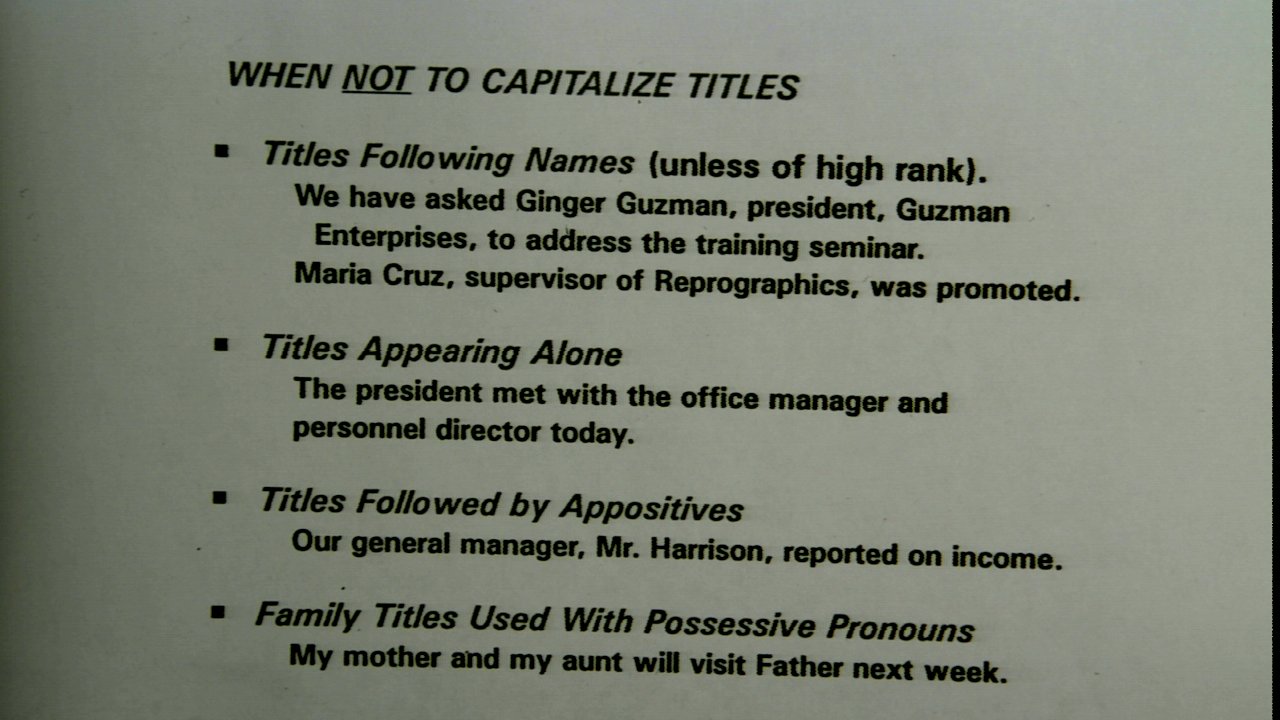 WHEN NOT TO CAPITALIZE TITLES
▪ Titles Following Names (unless of high rank).
We have asked Ginger Guzman, president, Guzman
Enterprises, to address the training seminar.
Maria Cruz, supervisor of Reprographics, was promoted.
▪ Titles Appearing Alone
The president met with the office manager and
personnel director today.
▪ Titles Followed by Appositives
Our general manager, Mr. Harrison, reported on income.
▪ Family Titles Used With Possessive Pronouns
My mother and my aunt will visit Father next week.